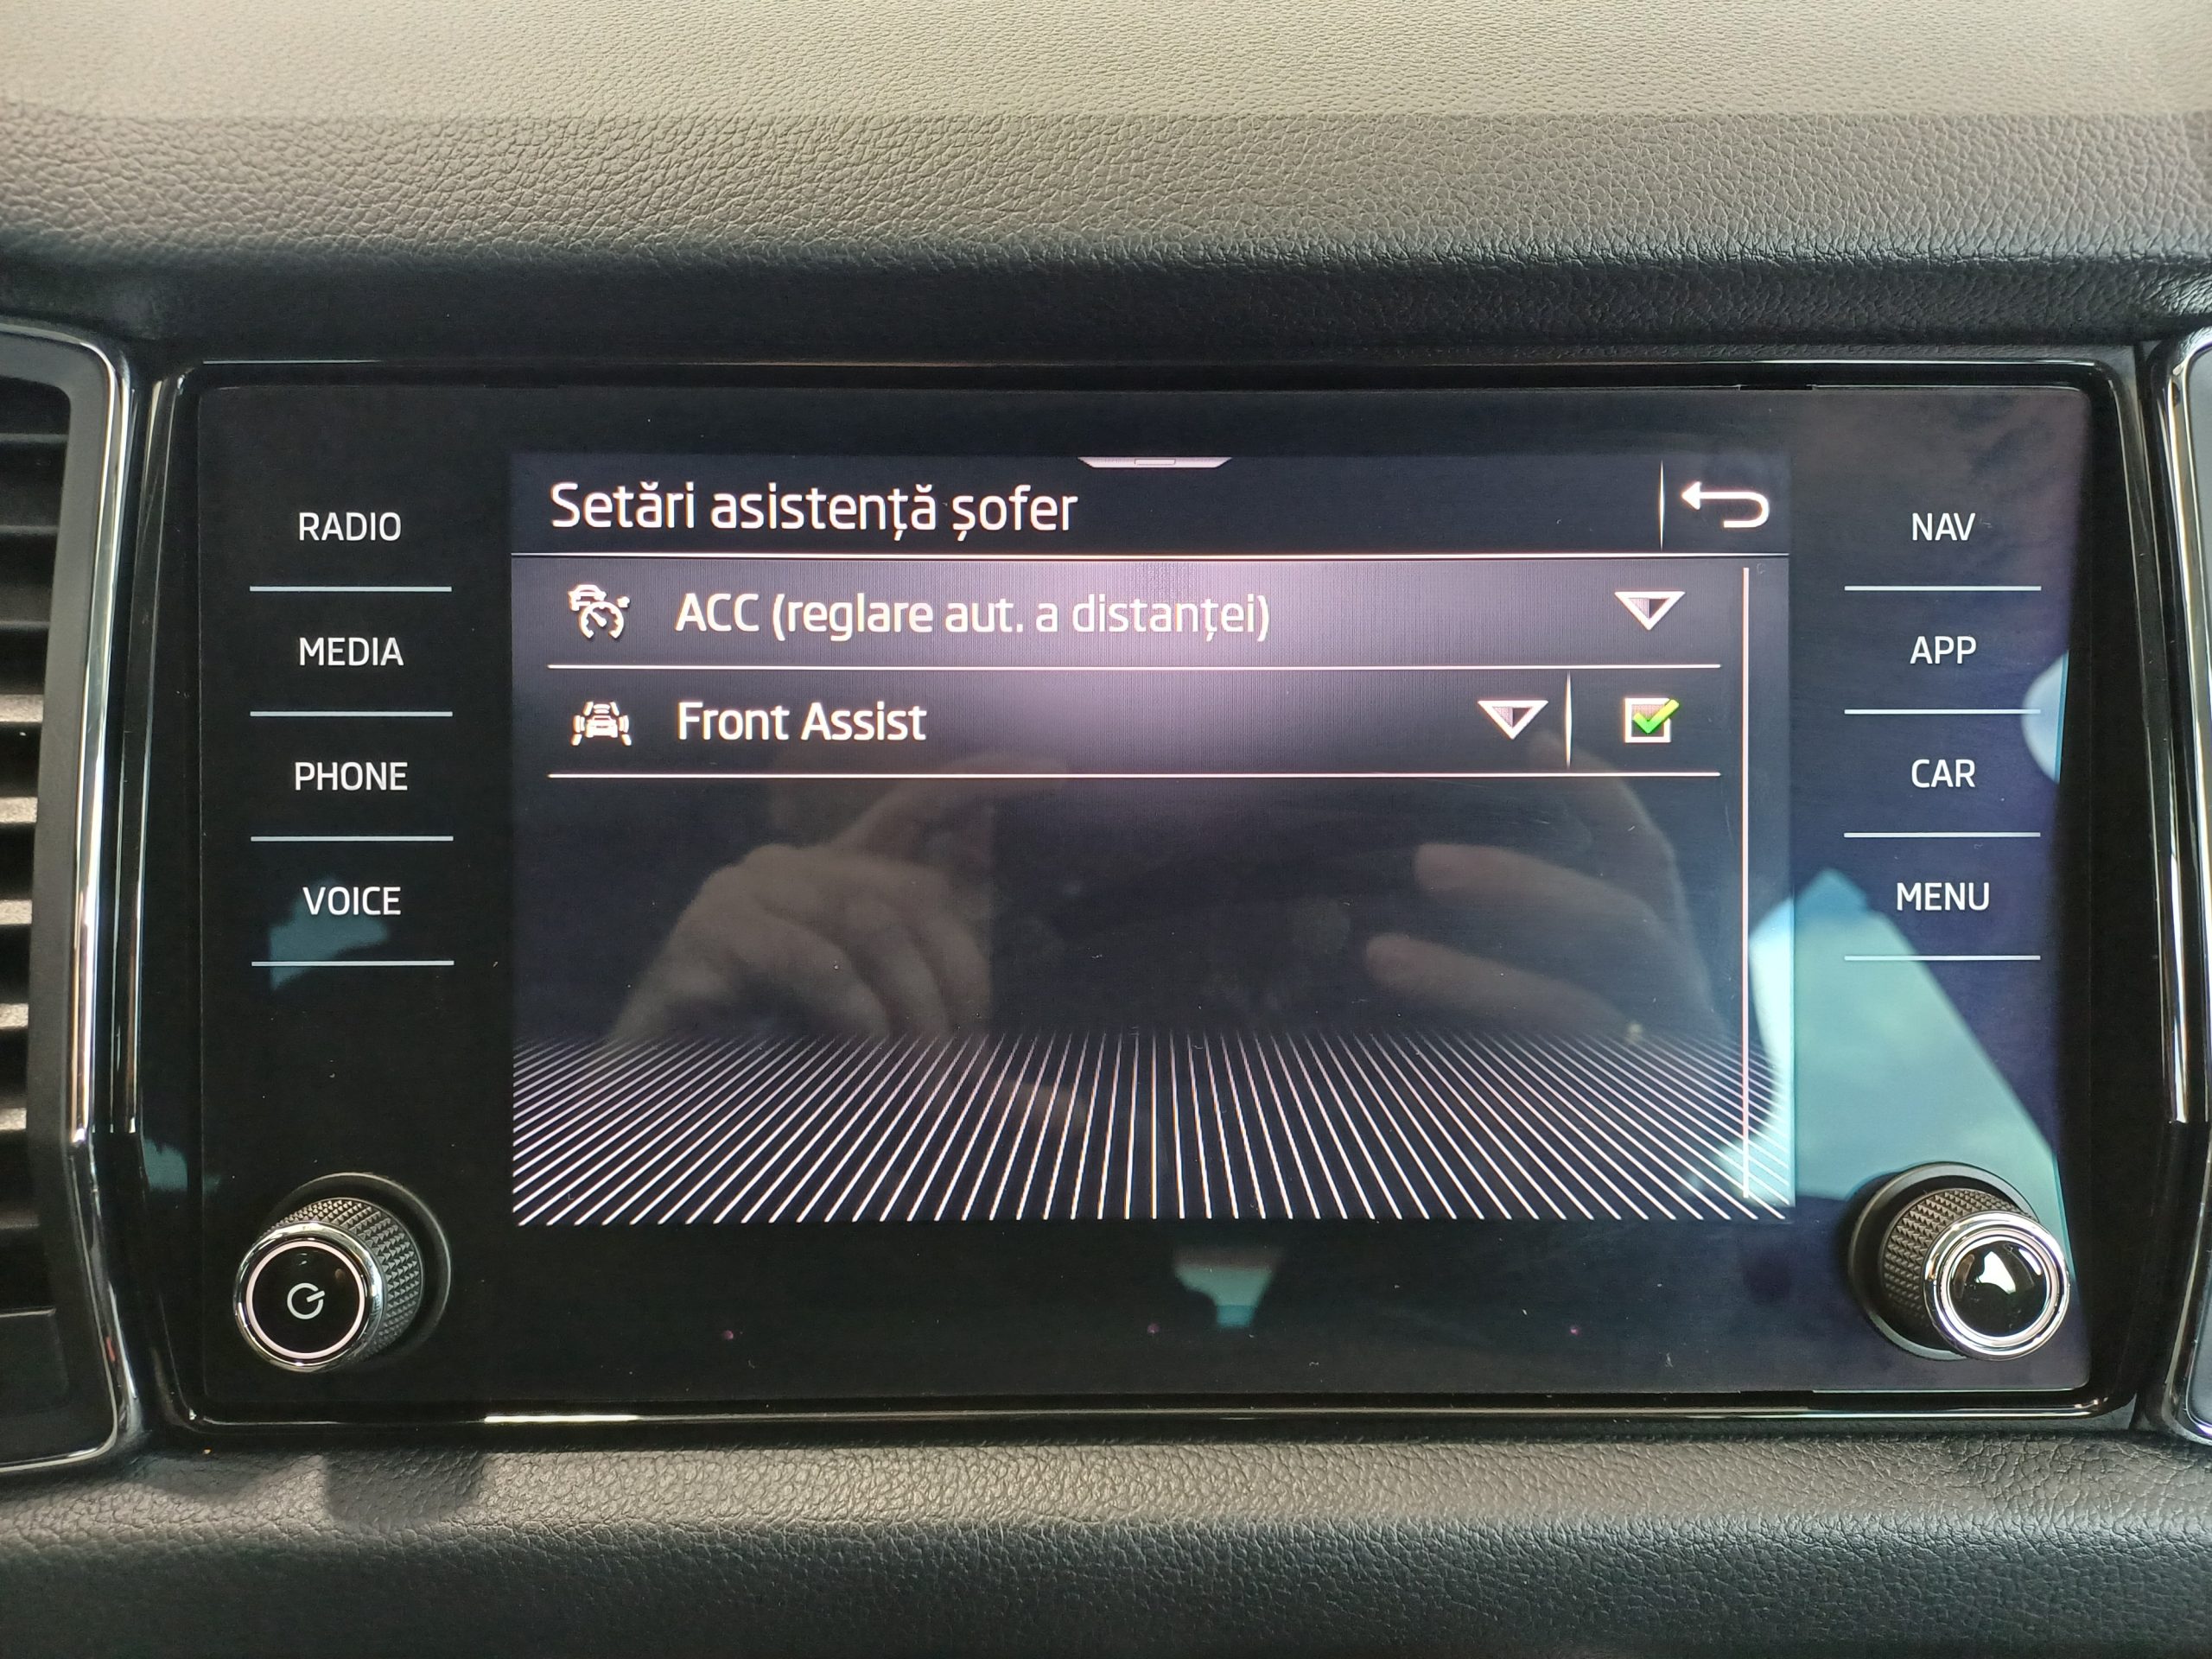 RADIO
MEDIA
PHONE
VOICE
Setări asistență șofer
ACC (reglare aut. a distanței)
Front Assist
NAV
APP
CAR
MENU